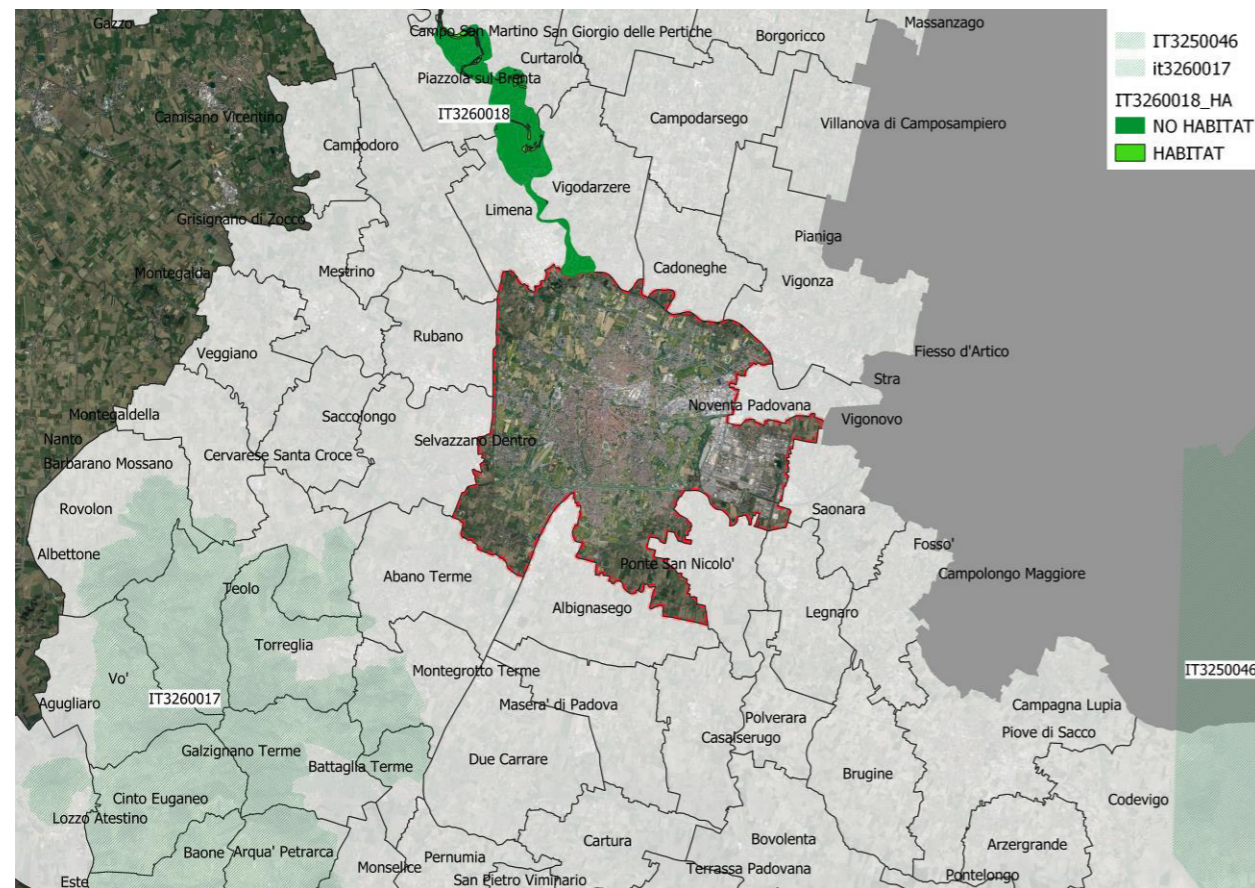 Gazzo
Campo San Martino
San Giorgio delle Pertiche
Borgoricco
Massanzago
IT3250046
it3260017
IT3260018_HA
NO HABITAT
HABITAT
Curtarolo
Piazzola sul Brenta
IT3260018
Camisano Vicentino
Campodarsego
Villanova di Camposampiero
Campodoro
Vigodarzere
Limena
Grisignano di Zocco
Pianiga
Montegalda
Mestrino
Cadoneghe
Vigonza
Rubano
Veggiano
Fiesso d'Artico
Stra
Noventa Padovana
Montegaldella
Saccolongo
Vigonovo
Nanto
Selvazzano Dentro
Barbarano Mossano
Cervarese Santa Croce
Rovolon
Saonara
Albettone
Fosso'
Ponte San Nicolo'
Abano Terme
Campolongo Maggiore
Teolo
Albignasego
Legnaro
Torreglia
Vo'
Montegrotto Terme
IT3250046
IT3260017
Agugliaro
Masera' di Padova
Campagna Lupia
Polverara
Piove di Sacco
Casalserugo
Galzignano Terme
Due Carrare
Battaglia Terme
Brugine
Cinto Euganeo
Codevigo
Lozzo Atestino
Cartura
Bovolenta
Arzergrande
Baone
Arqua' Petrarca
Pernumia
Monselice
Terrassa Padovana
Pontelongo
Este
San Pietro Viminario